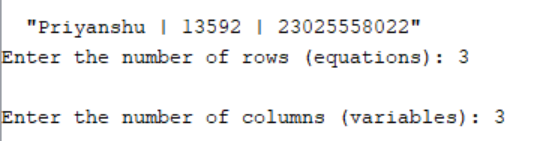 "Priyanshu | 13592 | 23025558022"
Enter the number of rows (equations): 3
Enter the number of columns (variables): 3